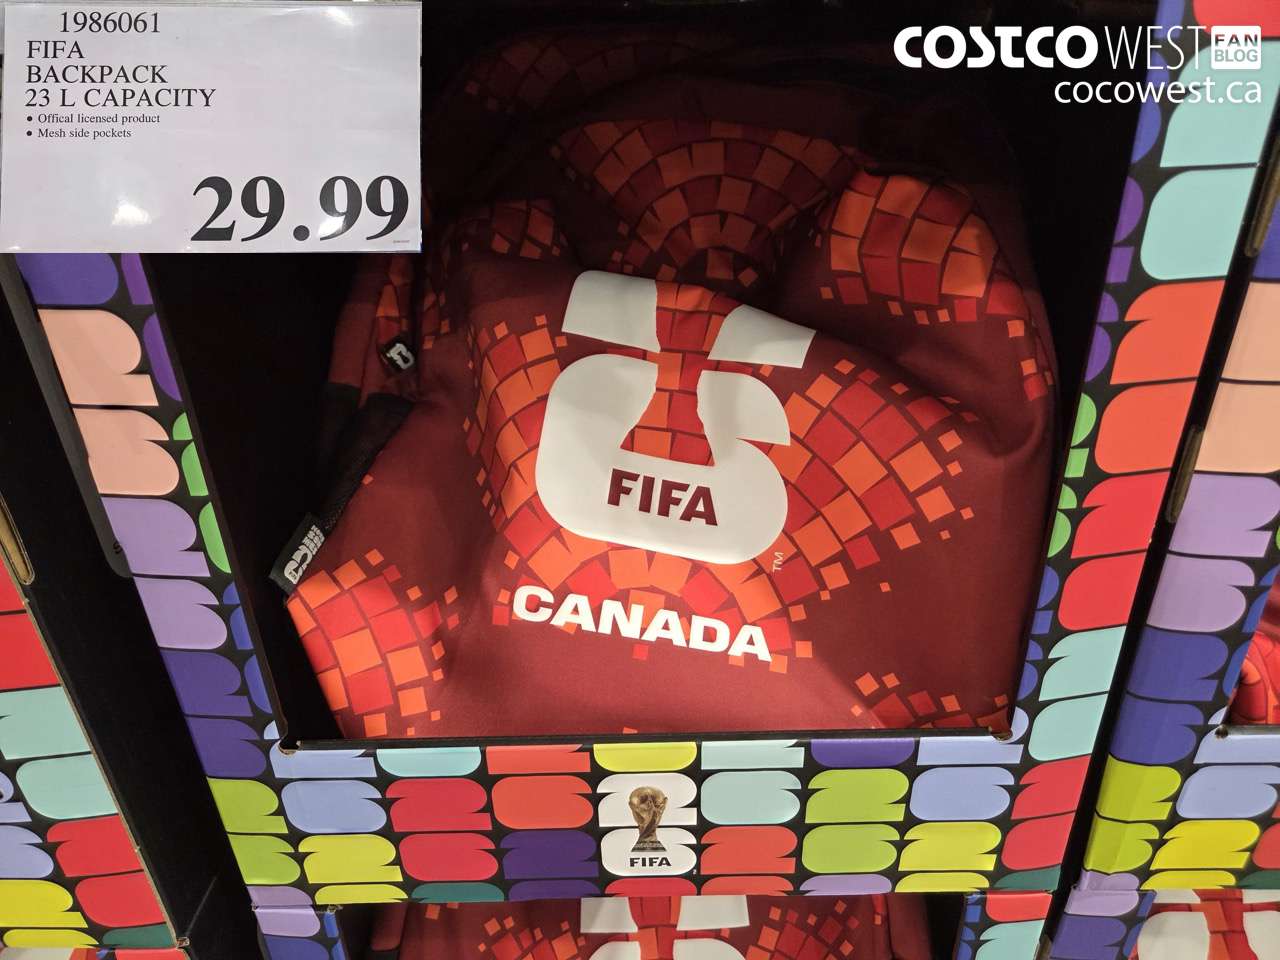 1986061
FIFA
BACKPACK
23 L CAPACITY
• Offical licensed product
• Mesh side pockets
29.99
COSTCO WEST FAN BLOG
cocowest.ca
FIFA
TM
CANADA
FIFA